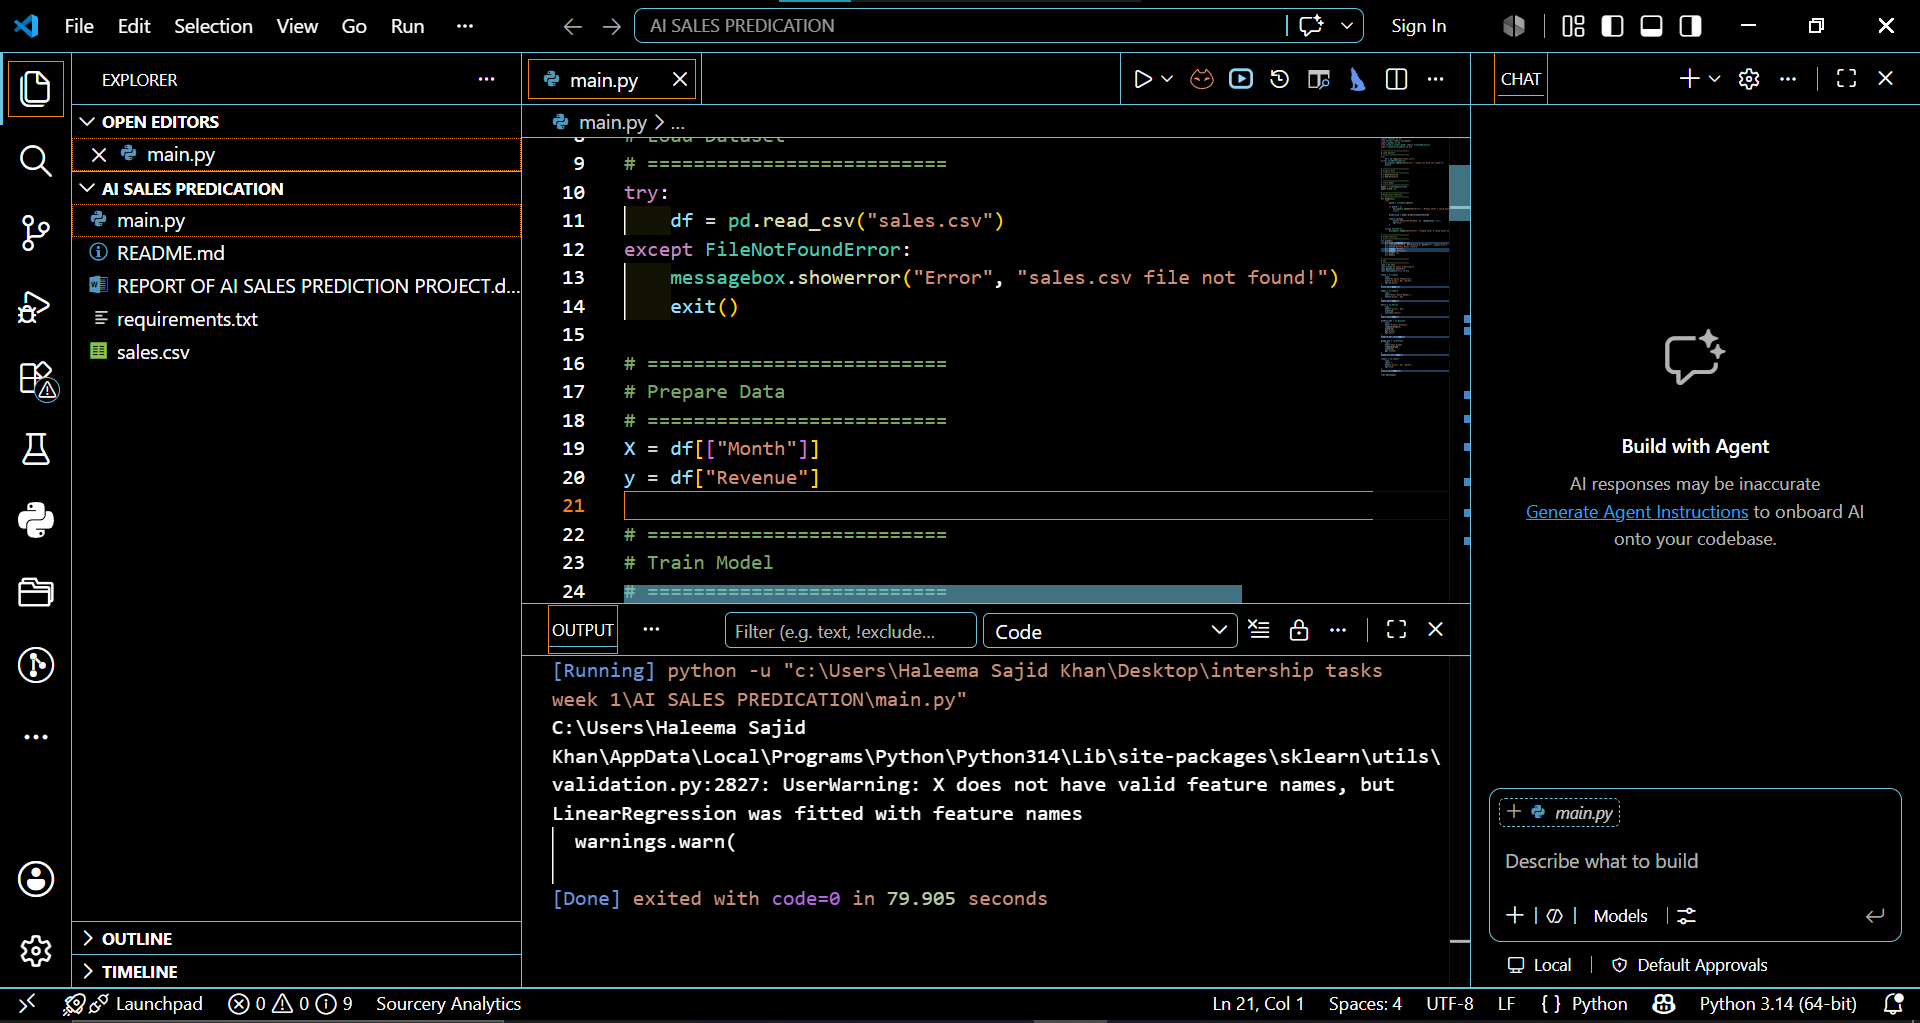 File Edit Selection View Go Run ···
AI SALES PREDICATION
Sign In
EXPLORER
OPEN EDITORS
main.py
AI SALES PREDICATION
main.py
README.md
REPORT OF AI SALES PREDICTION PROJECT.d...
requirements.txt
sales.csv
OUTLINE
TIMELINE
main.py
main.py > ...
8 # Load Dataset
9 # ==========================
10 try:
11 df = pd.read_csv("sales.csv")
12 except FileNotFoundError:
13 messagebox.showerror("Error", "sales.csv file not found!")
14 exit()
15
16 # ==========================
17 # Prepare Data
18 # ==========================
19 X = df[["Month"]]
20 y = df["Revenue"]
21
22 # ==========================
23 # Train Model
24 # ==========================
OUTPUT
Filter (e.g. text, !exclude...
Code
[Running] python -u "c:\Users\Haleema Sajid Khan\Desktop\intership tasks
week 1\AI SALES PREDICATION\main.py"
C:\Users\Haleema Sajid
Khan\AppData\Local\Programs\Python\Python314\Lib\site-packages\sklearn\utils\
validation.py:2827: UserWarning: X does not have valid feature names, but
LinearRegression was fitted with feature names
warnings.warn(
[Done] exited with code=0 in 79.905 seconds
CHAT
Build with Agent
AI responses may be inaccurate
Generate Agent Instructions to onboard AI
onto your codebase.
main.py
Describe what to build
Models
Local
Default Approvals
Launchpad 0 0 9 Sourcery Analytics
Ln 21, Col 1 Spaces: 4 UTF-8 LF { } Python Python 3.14 (64-bit)